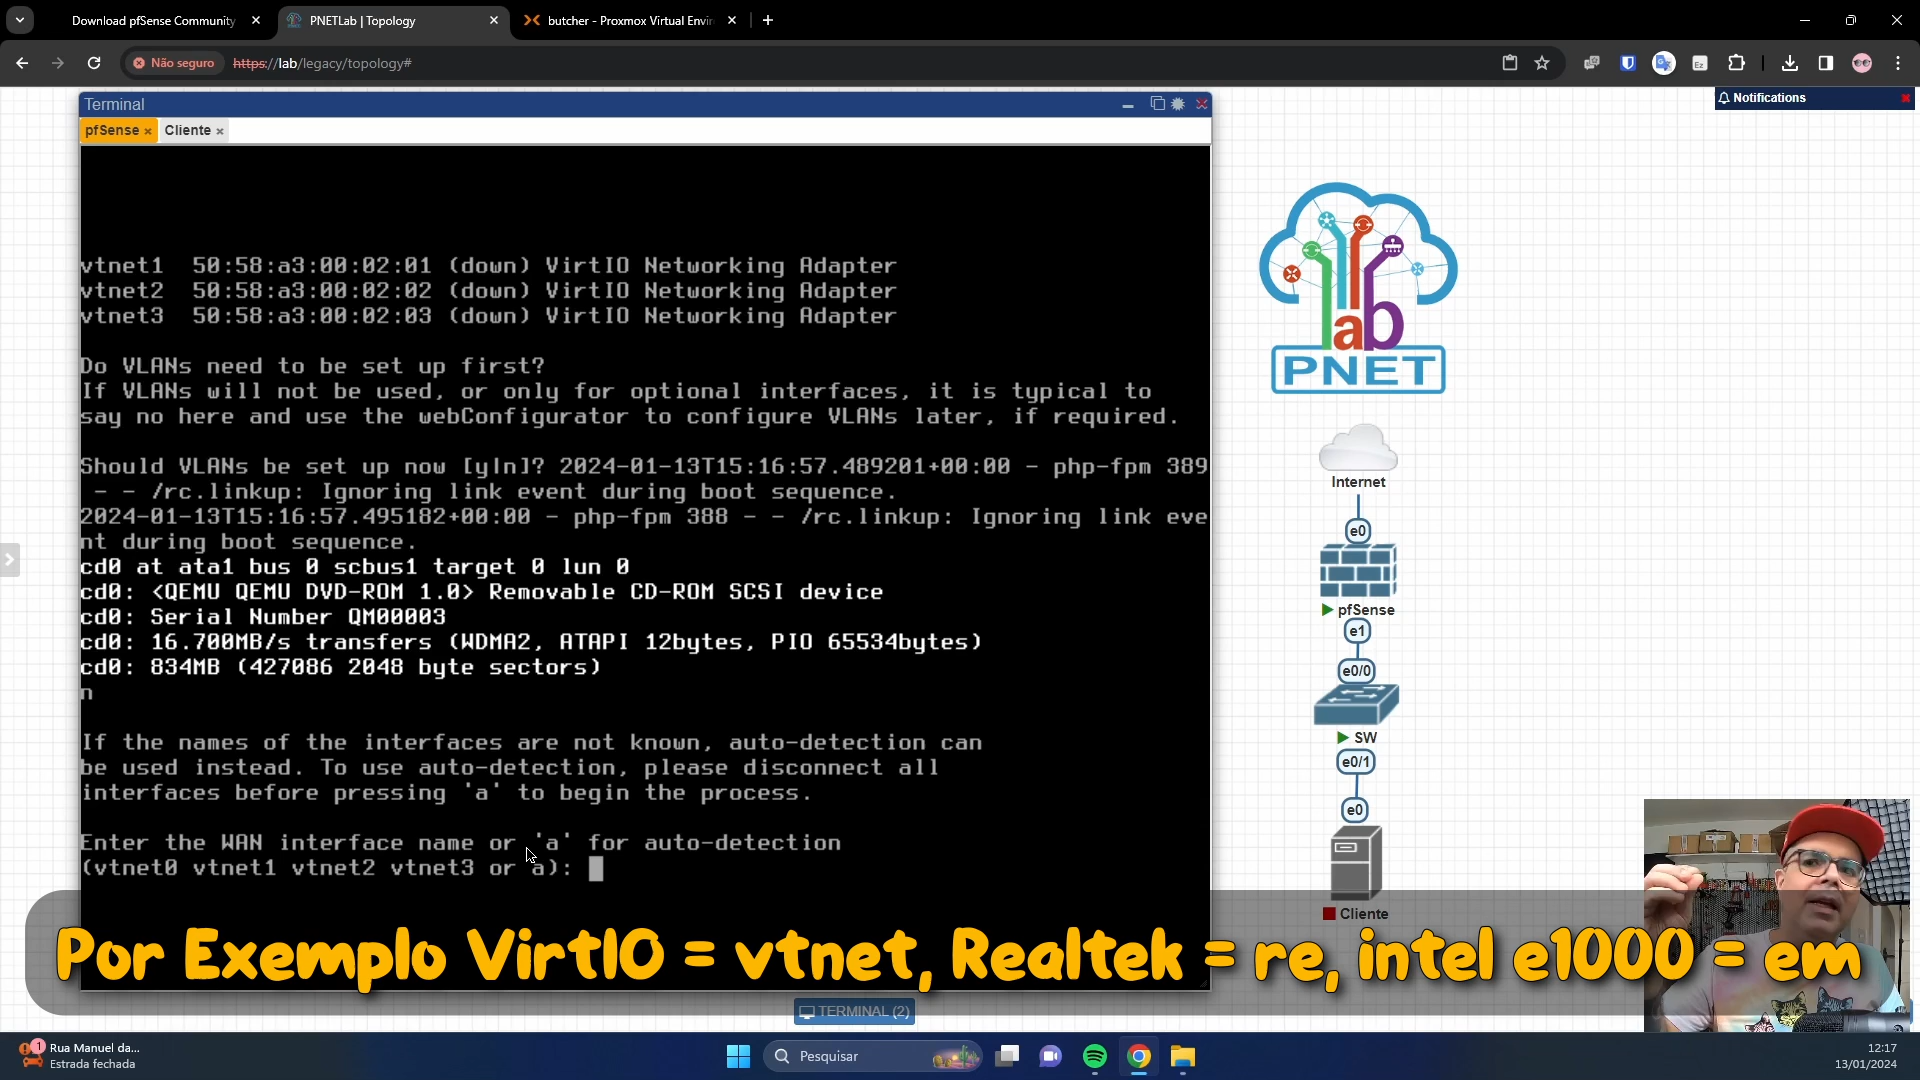 Download pfSense Community
PNETLab | Topology
butcher - Proxmox Virtual Envir
Não seguro
https://lab/legacy/topology#
Ez
Terminal
Notifications
pfSense
Cliente
vtnet1 50:58:a3:00:02:01 (down) VirtIO Networking Adapter
vtnet2 50:58:a3:00:02:02 (down) VirtIO Networking Adapter
vtnet3 50:58:a3:00:02:03 (down) VirtIO Networking Adapter
Do VLANs need to be set up first?
If VLANs will not be used, or only for optional interfaces, it is typical to
say no here and use the webConfigurator to configure VLANs later, if required.
Should VLANs be set up now [y|n]? 2024-01-13T15:16:57.489201+00:00 - php-fpm 389
- - /rc.linkup: Ignoring link event during boot sequence.
2024-01-13T15:16:57.495182+00:00 - php-fpm 388 - - /rc.linkup: Ignoring link eve
nt during boot sequence.
cd0 at ata1 bus 0 scbus1 target 0 lun 0
cd0: <QEMU QEMU DVD-ROM 1.0> Removable CD-ROM SCSI device
cd0: Serial Number QM00003
cd0: 16.700MB/s transfers (WDMA2, ATAPI 12bytes, PIO 65534bytes)
cd0: 834MB (427086 2048 byte sectors)
n
If the names of the interfaces are not known, auto-detection can
be used instead. To use auto-detection, please disconnect all
interfaces before pressing 'a' to begin the process.
Enter the WAN interface name or 'a' for auto-detection
(vtnet0 vtnet1 vtnet2 vtnet3 or a):
lab
PNET
Internet
e0
pfSense
e1
e0/0
SW
e0/1
e0
Cliente
Por Exemplo VirtIO = vtnet, Realtek = re, intel e1000 = em
TERMINAL (2)
1
Rua Manuel da...
Estrada fechada
Pesquisar
12:17
13/01/2024